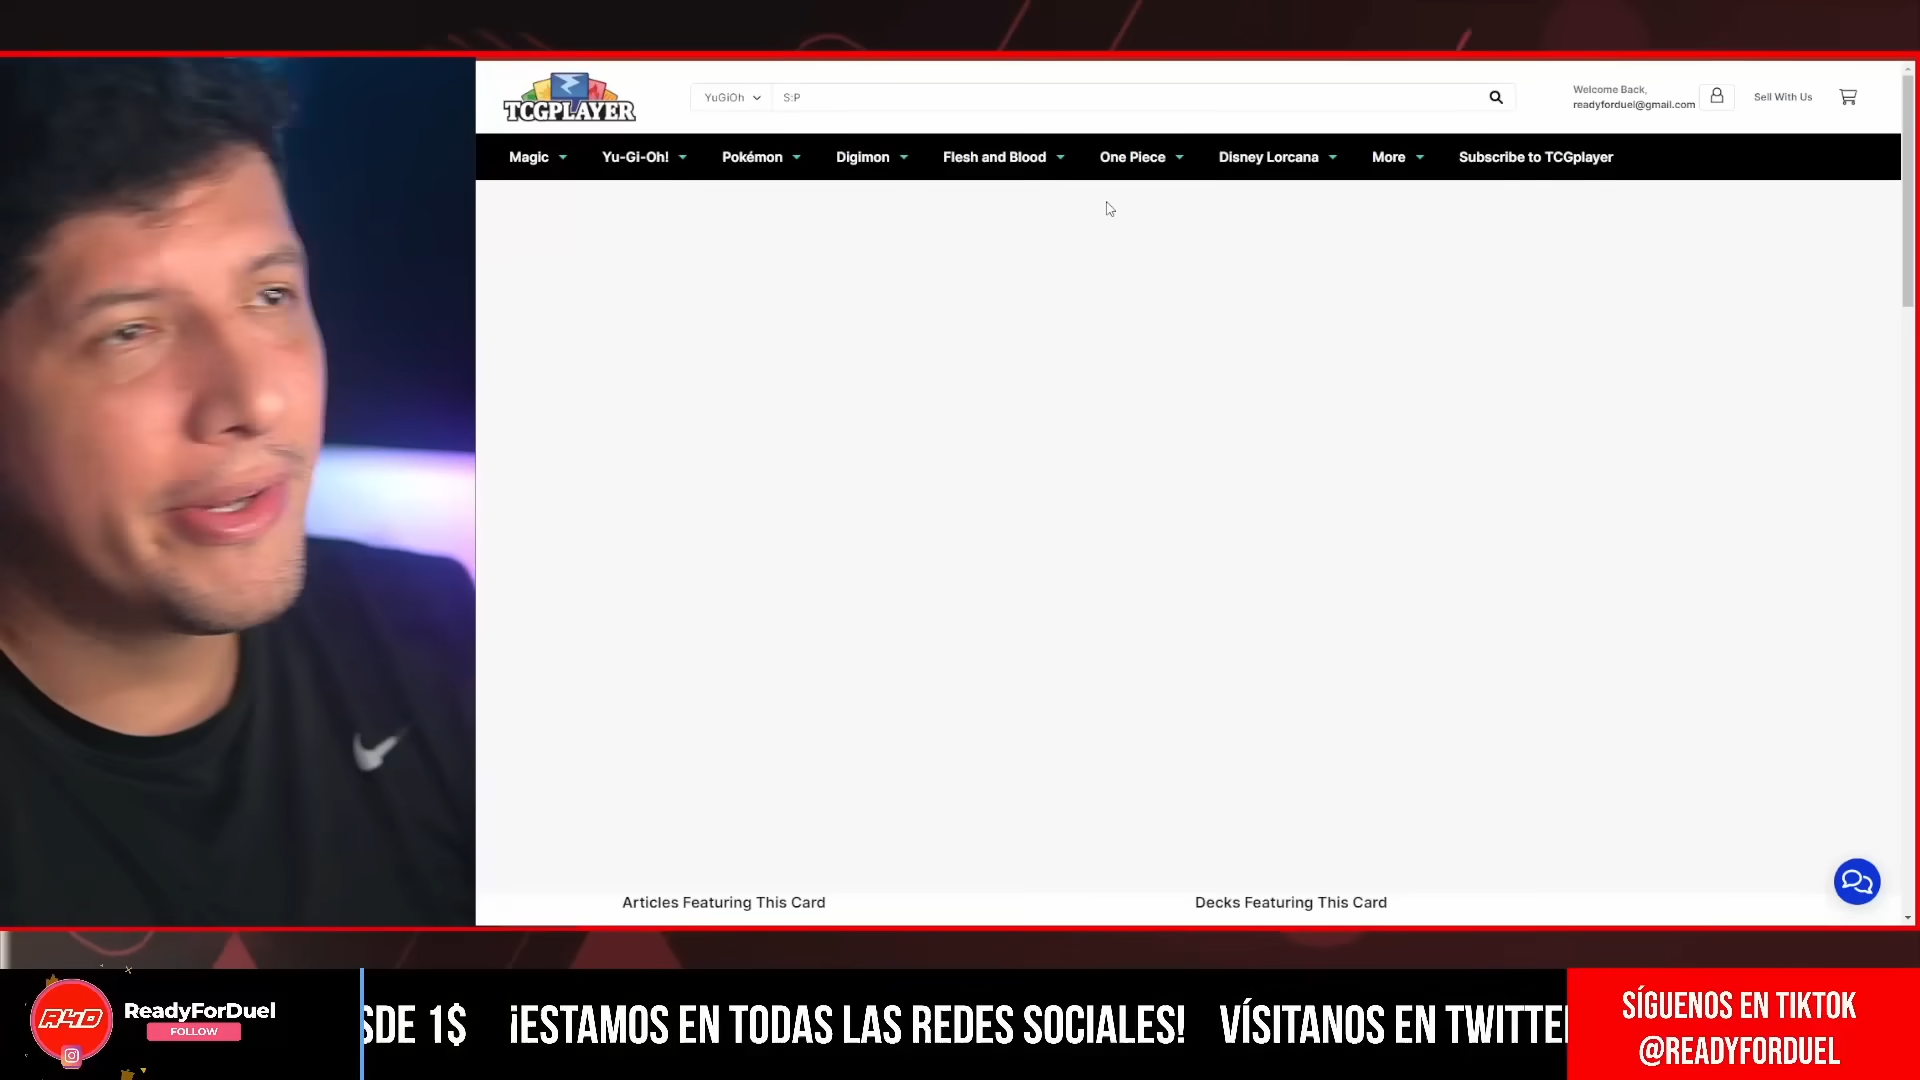 TCGPLAYER
YuGiOh
S:P
Welcome Back,
readyforduel@gmail.com
Sell With Us
Magic
Yu-Gi-Oh!
Pokémon
Digimon
Flesh and Blood
One Piece
Disney Lorcana
More
Subscribe to TCGplayer
Articles Featuring This Card
Decks Featuring This Card
R4D
ReadyForDuel
FOLLOW
SDE 1$ ¡ESTAMOS EN TODAS LAS REDES SOCIALES! VÍSITANOS EN TWITTE
SÍGUENOS EN TIKTOK
@READYFORDUEL